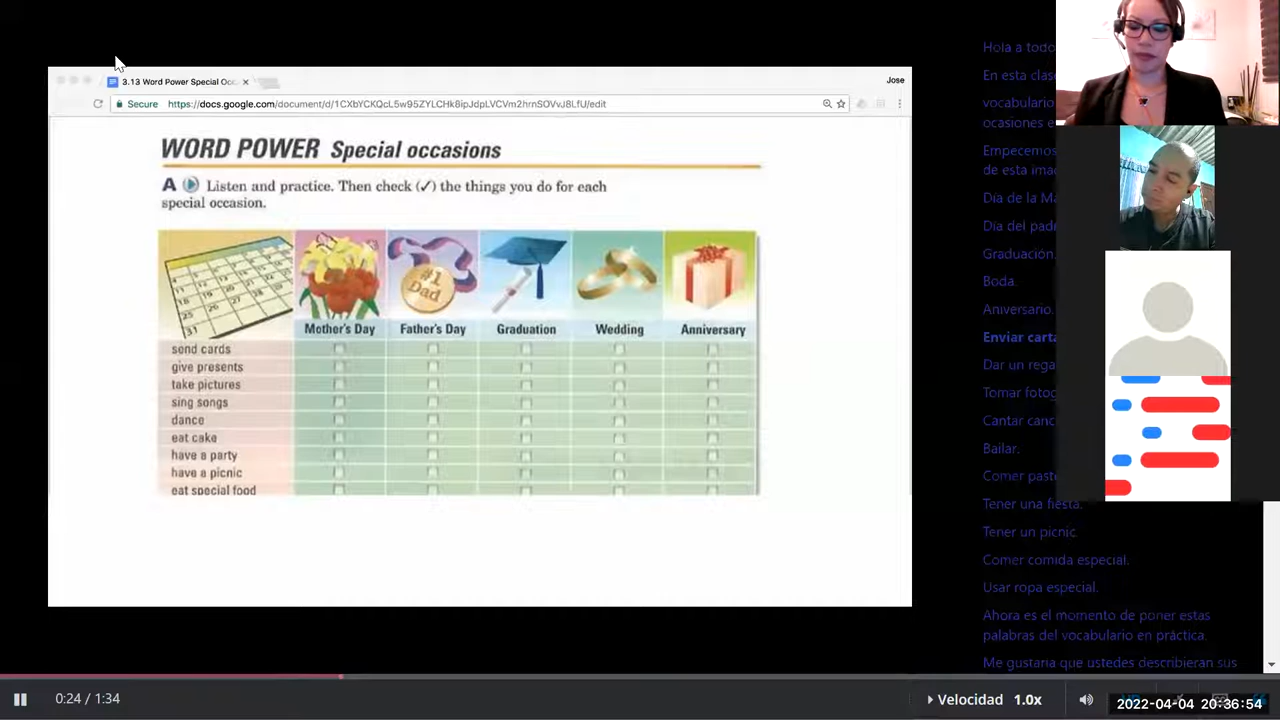 3.13 Word Power Special Occ
Jose
Secure https://docs.google.com/document/d/1CXbYCKQcL5w95ZYLCHk8ipJdpLVCVm2hrnSOVvJ8LfU/edit
WORD POWER Special occasions
A Listen and practice. Then check (✓) the things you do for each
special occasion.
#1
Dad
Mother's Day Father's Day Graduation Wedding Anniversary
send cards
give presents
take pictures
sing songs
dance
eat cake
have a party
have a picnic
eat special food
Hola a todo
En esta clase
vocabulario
ocasiones e
Empecemos
de esta ima
Día de la Ma
Día del pad
Graduación.
Boda.
Aniversario.
Enviar carta
Dar un rega
Tomar fotog
Cantar canc
Bailar.
Comer past
Tener una fiesta.
Tener un picnic.
Comer comida especial.
Usar ropa especial.
Ahora es el momento de poner estas
palabras del vocabulario en práctica.
Me gustaría que ustedes describieran sus
0:24 / 1:34
Velocidad 1.0x
2022-04-04 20:36:54